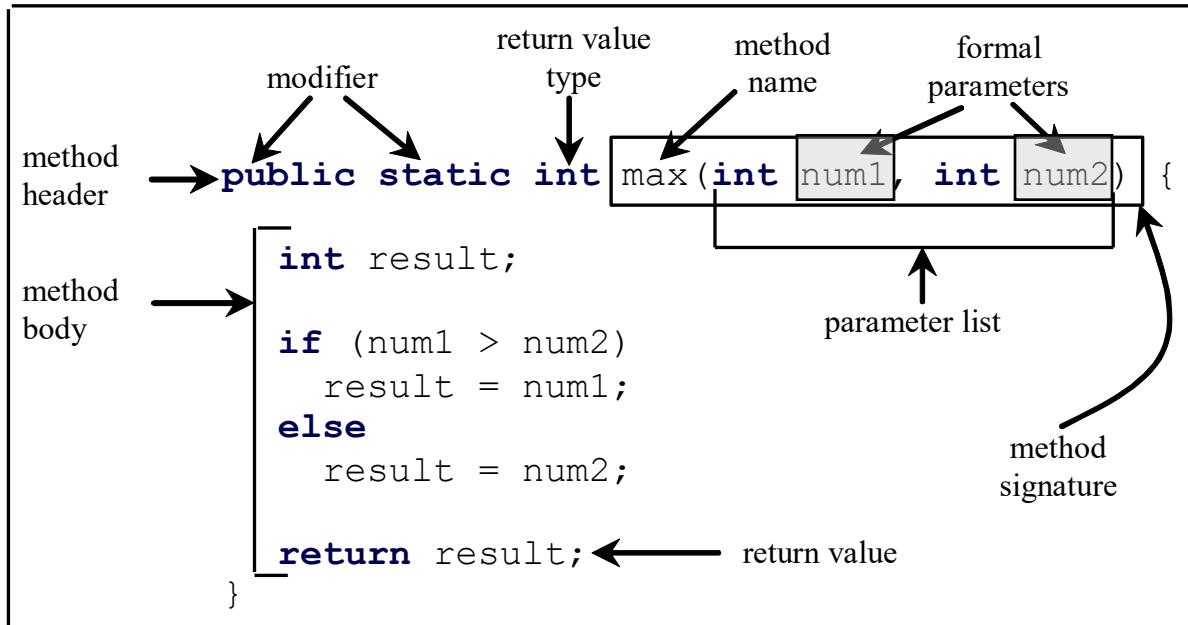 return value
type
method
name
formal
parameters
modifier
method
header
public static int max(int num1, int num2) {
int result;
method
body
parameter list
if (num1 > num2)
result = num1;
else
result = num2;
method
signature
return result;
return value
}